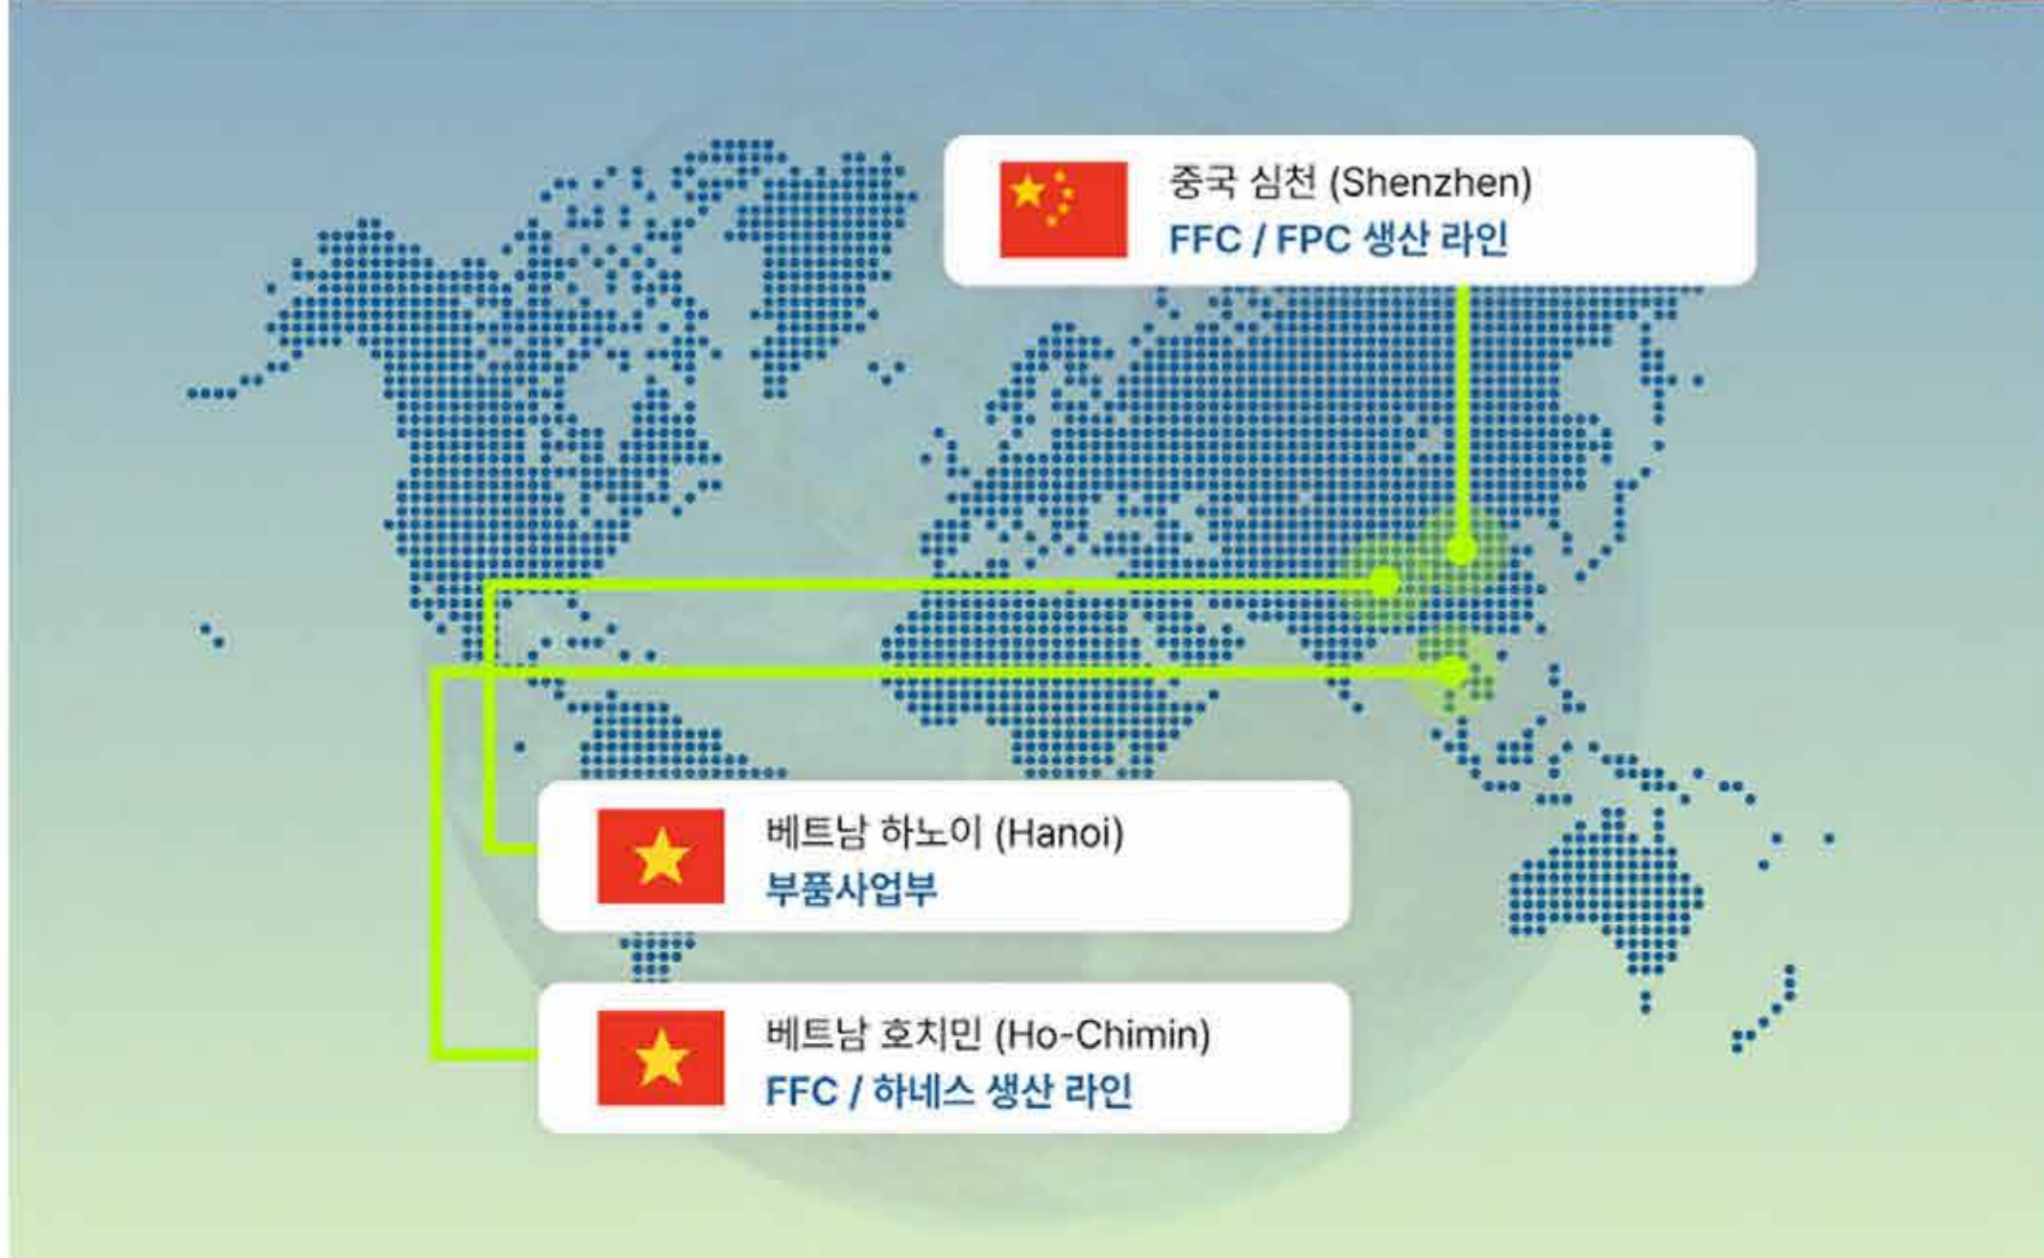 중국 심천 (Shenzhen)
FFC / FPC 생산 라인
베트남 하노이 (Hanoi)
부품사업부
베트남 호치민 (Ho-Chimin)
FFC / 하네스 생산 라인